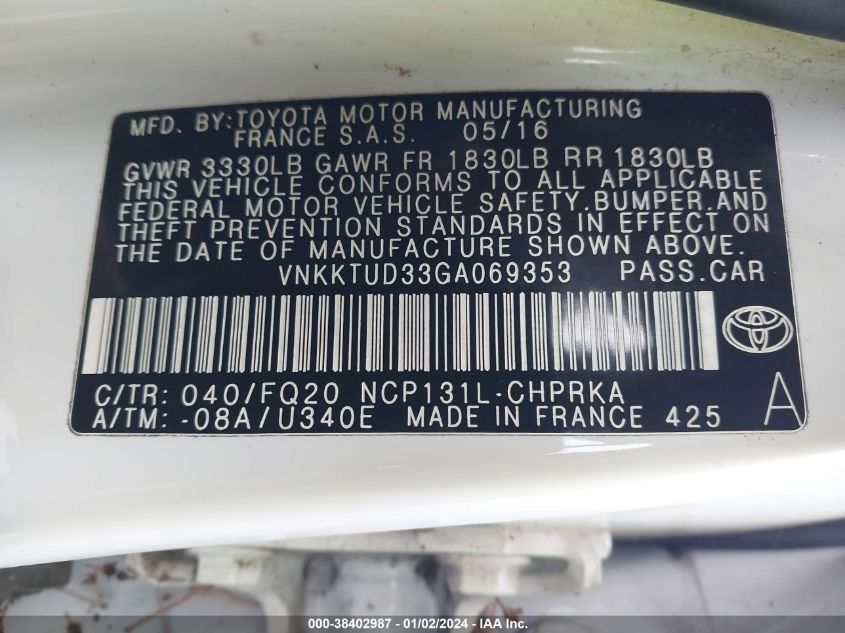 MFD. BY:TOYOTA MOTOR MANUFACTURING
FRANCE S.A.S. 05/16
GVWR 3330LB GAWR FR 1830LB RR 1830LB
THIS VEHICLE CONFORMS TO ALL APPLICABLE
FEDERAL MOTOR VEHICLE SAFETY.BUMPER.AND
THEFT PREVENTION STANDARDS IN EFFECT ON
THE DATE OF MANUFACTURE SHOWN ABOVE.
VNKKTUD33GA069353 PASS.CAR
C/TR: 040/FQ20 NCP131L-CHPRKA
A/TM: -08A/U340E MADE IN FRANCE 425
A
000-38402987 - 01/02/2024 - © IAA Inc.